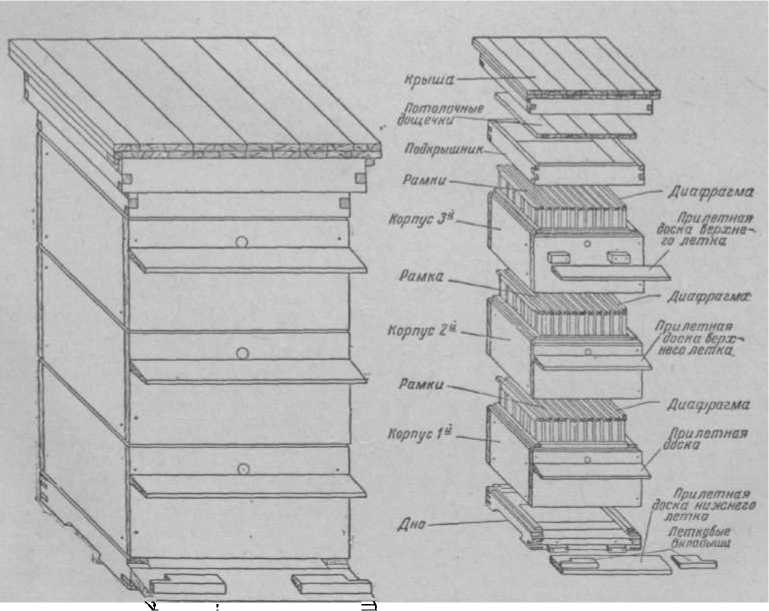 Крыша
Потолочные
дощечки
Подкрышник
Рамки
Диафрагма
Корпус 3й
Прилетная
доска верхне-
го летка
Рамка
Диафрагма
Корпус 2й
Прилетная
доска верх-
него летка
Рамки
Диафрагма
Корпус 1й
Прилетная
доска
Дно
Прилетная
доска нижнего
летка
Летковые
вкладыши